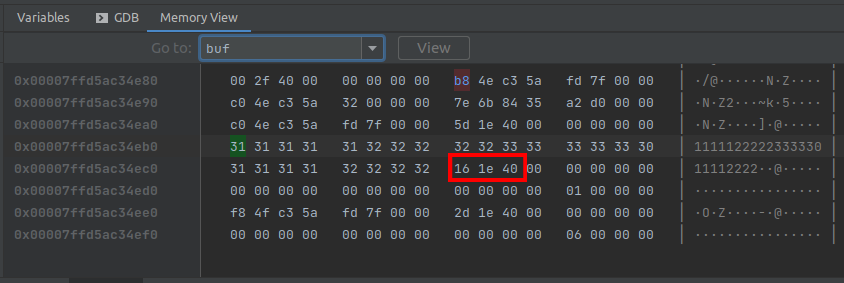 Variables GDB Memory View
Go to: buf View
0x00007ffd5ac34e80 00 2f 40 00 00 00 00 00 b8 4e c3 5a fd 7f 00 00 ·/@······N·Z····
0x00007ffd5ac34e90 c0 4e c3 5a 32 00 00 00 7e 6b 84 35 a2 d0 00 00 ·N·Z2···~k·5····
0x00007ffd5ac34ea0 c0 4e c3 5a fd 7f 00 00 5d 1e 40 00 00 00 00 00 ·N·Z····]·@·····
0x00007ffd5ac34eb0 31 31 31 31 31 32 32 32 32 32 33 33 33 33 33 30 1111122222333330
0x00007ffd5ac34ec0 31 31 31 31 32 32 32 32 16 1e 40 00 00 00 00 00 11112222··@·····
0x00007ffd5ac34ed0 00 00 00 00 00 00 00 00 01 00 00 00 00 00 00 00 ················
0x00007ffd5ac34ee0 f8 4f c3 5a fd 7f 00 00 2d 1e 40 00 00 00 00 00 ·O·Z····-·@·····
0x00007ffd5ac34ef0 00 00 00 00 00 00 00 00 06 00 00 00 00 00 00 00 ················